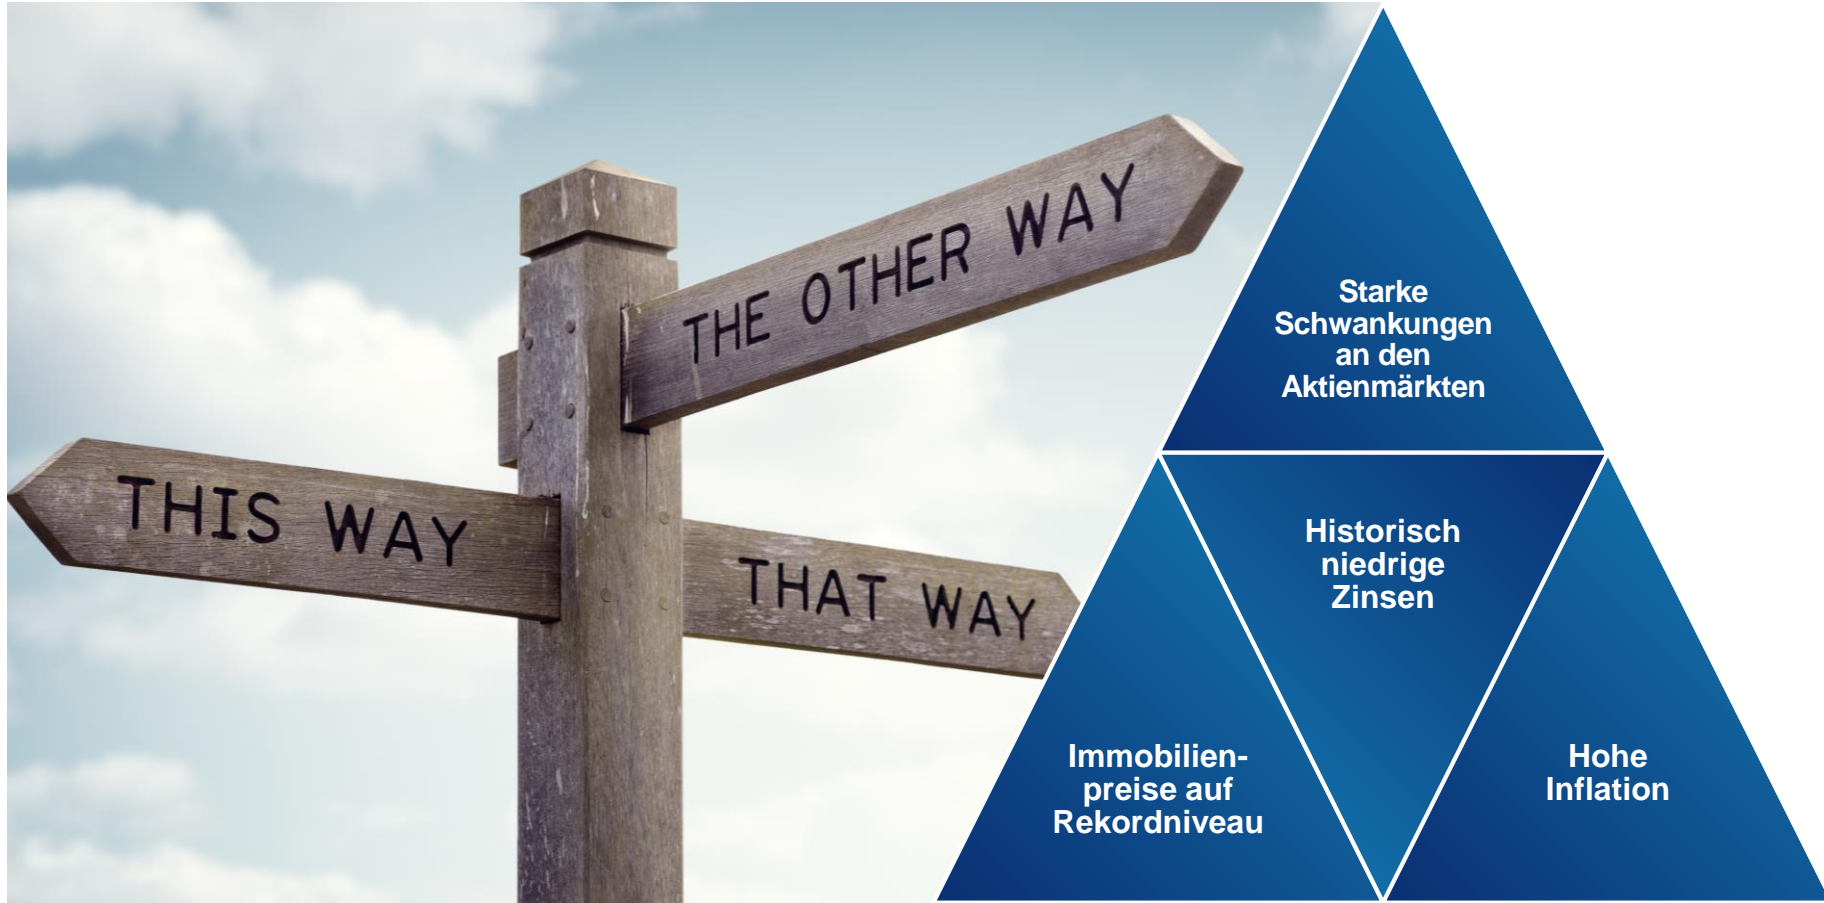 THE OTHER WAY
THIS WAY
THAT WAY
Starke
Schwankungen
an den
Aktienmärkten
Historisch
niedrige
Zinsen
Immobilien-
preise auf
Rekordniveau
Hohe
Inflation